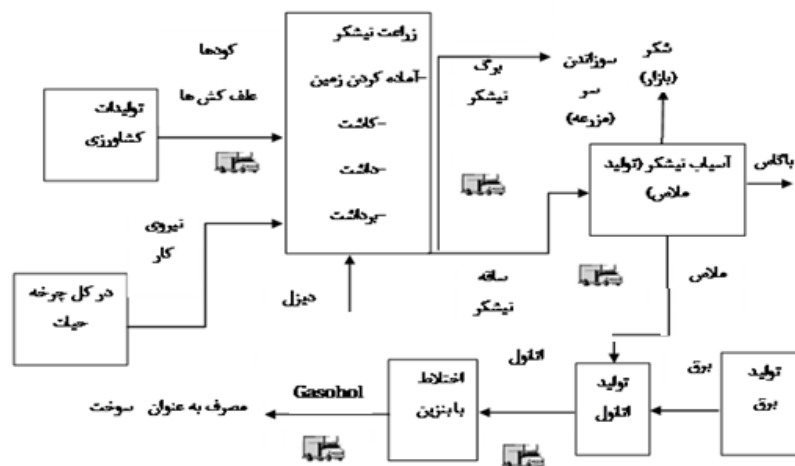 شکر
(بازار)
سوزاندن
سر
مزرعه)
برگ
نیشکر
زراعت نیشکر
-آماده کردن زمین
-کاشت
-داشت
-برداشت
کودها
علف کش ها
تولیدات
کشاورزی
باگاس
آسیاب نیشکر (تولید
ملاس)
نیروی
کار
در کل چرخه
حیات
دیزل
ساقه
نیشکر
ملاس
برق
تولید
برق
تولید
اتانول
اتانول
اختلاط
با بنزین
Gasohol
مصرف به عنوان سوخت